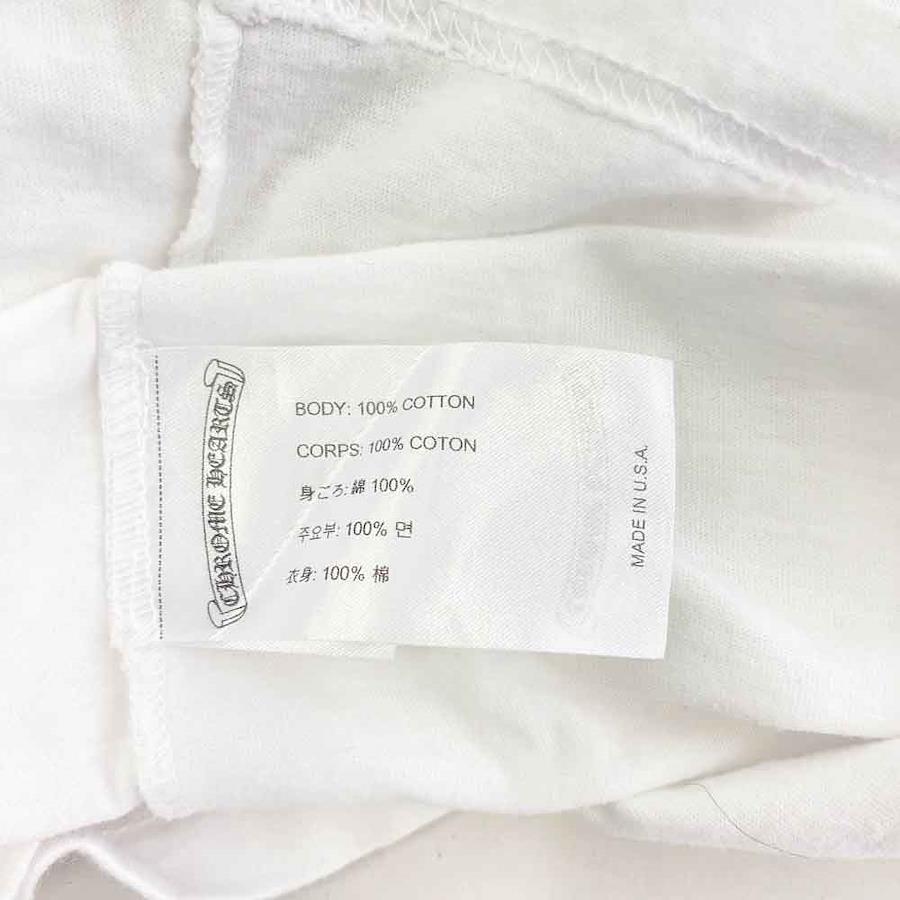 CHROME HEARTS
BODY: 100% COTTON
CORPS: 100% COTON
身ごろ: 綿 100%
주요부: 100% 면
衣身: 100% 棉
MADE IN U.S.A.